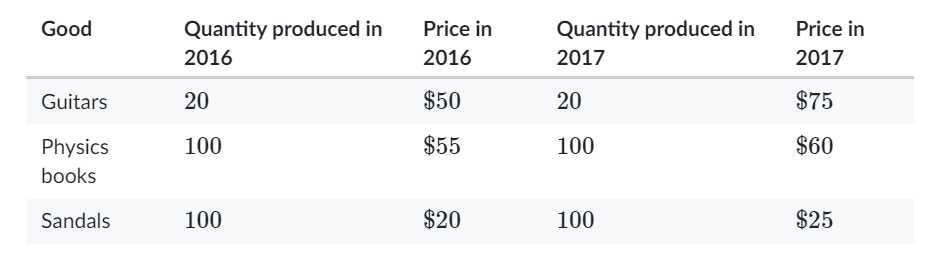 Good Quantity produced in Price in Quantity produced in Price in
2016 2016 2017 2017
Guitars 20 $50 20 $75
Physics 100 $55 100 $60
books
Sandals 100 $20 100 $25